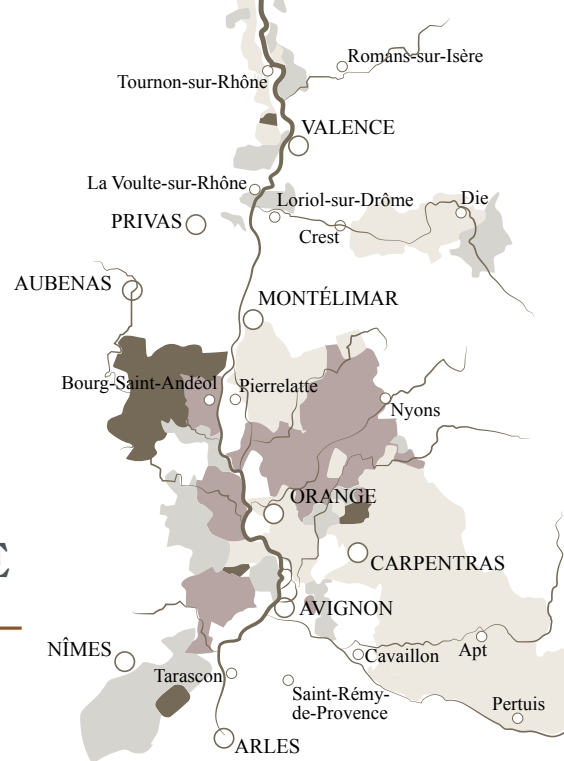 Romans-sur-Isère
Tournon-sur-Rhône
VALENCE
La Voulte-sur-Rhône
Loriol-sur-Drôme
Die
PRIVAS
Crest
AUBENAS
MONTÉLIMAR
Bourg-Saint-Andéol
Pierrelatte
Nyons
ORANGE
E
CARPENTRAS
AVIGNON
NÎMES
Cavaillon
Apt
Tarascon
Saint-Rémy-
de-Provence
Pertuis
ARLES